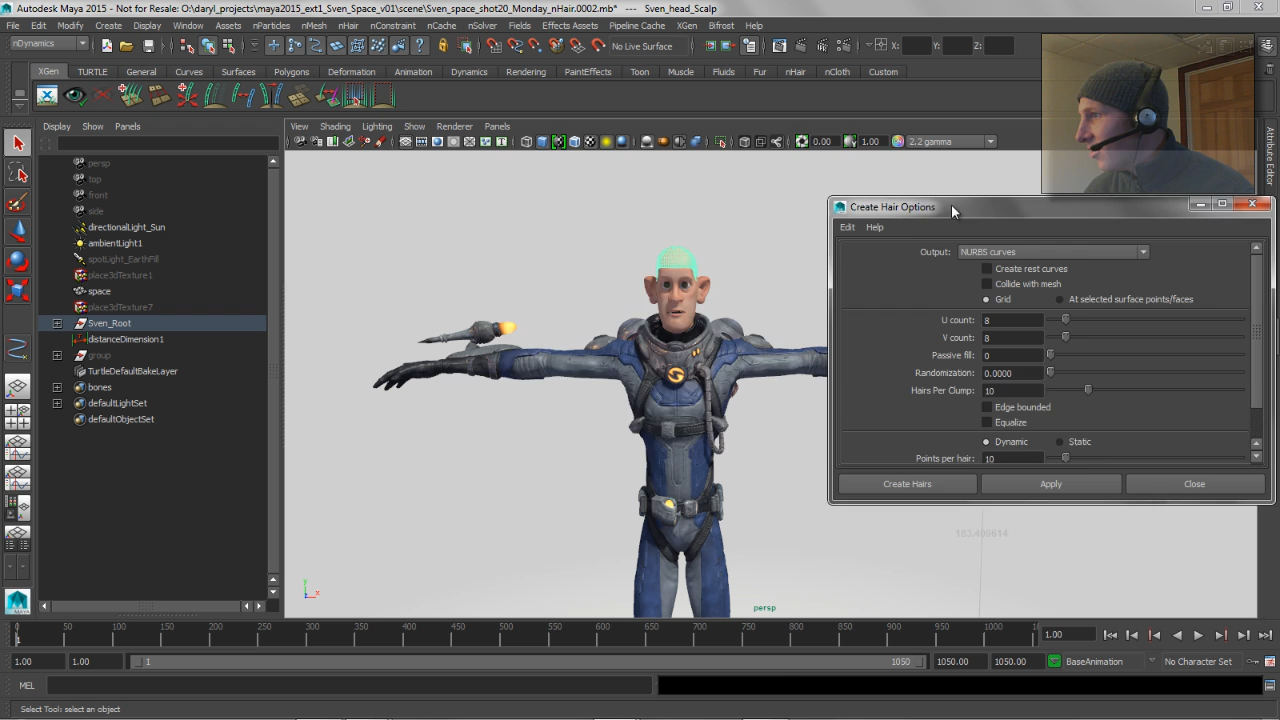 Autodesk Maya 2015 - Not for Resale: O:\daryl_projects\maya2015_ext1_Sven_Space_v01\scene\Sven_space_shot20_Monday_nHair.0002.mb* --- Sven_head_Scalp
File Edit Modify Create Display Window Assets nParticles nMesh nHair nConstraint nCache nSolver Fields Effects Assets Pipeline Cache XGen Bifrost Help
nDynamics No Live Surface X: Y: Z:
XGen TURTLE General Curves Surfaces Polygons Deformation Animation Dynamics Rendering PaintEffects Toon Muscle Fluids Fur nHair nCloth Custom
Display Show Panels
View Shading Lighting Show Renderer Panels
0.00 1.00 2.2 gamma
persp
top
front
side
directionalLight_Sun
ambientLight1
spotLight_EarthFill
place3dTexture1
space
place3dTexture7
Sven_Root
distanceDimension1
group
TurtleDefaultBakeLayer
bones
defaultLightSet
defaultObjectSet
Attribute Editor
Create Hair Options
Edit Help
Output: NURBS curves
Create rest curves
Collide with mesh
Grid At selected surface points/faces
U count: 8
V count: 8
Passive fill: 0
Randomization: 0.0000
Hairs Per Clump: 10
Edge bounded
Equalize
Dynamic Static
Points per hair: 10
Create Hairs Apply Close
183.409614
y
x
persp
MAYA
0 50 100 150 200 250 300 350 400 450 500 550 600 650 700 750 800 850 900 950 1000
1 1.00
1.00 1.00 1 1050 1050.00 1050.00 BaseAnimation No Character Set
MEL
Select Tool: select an object